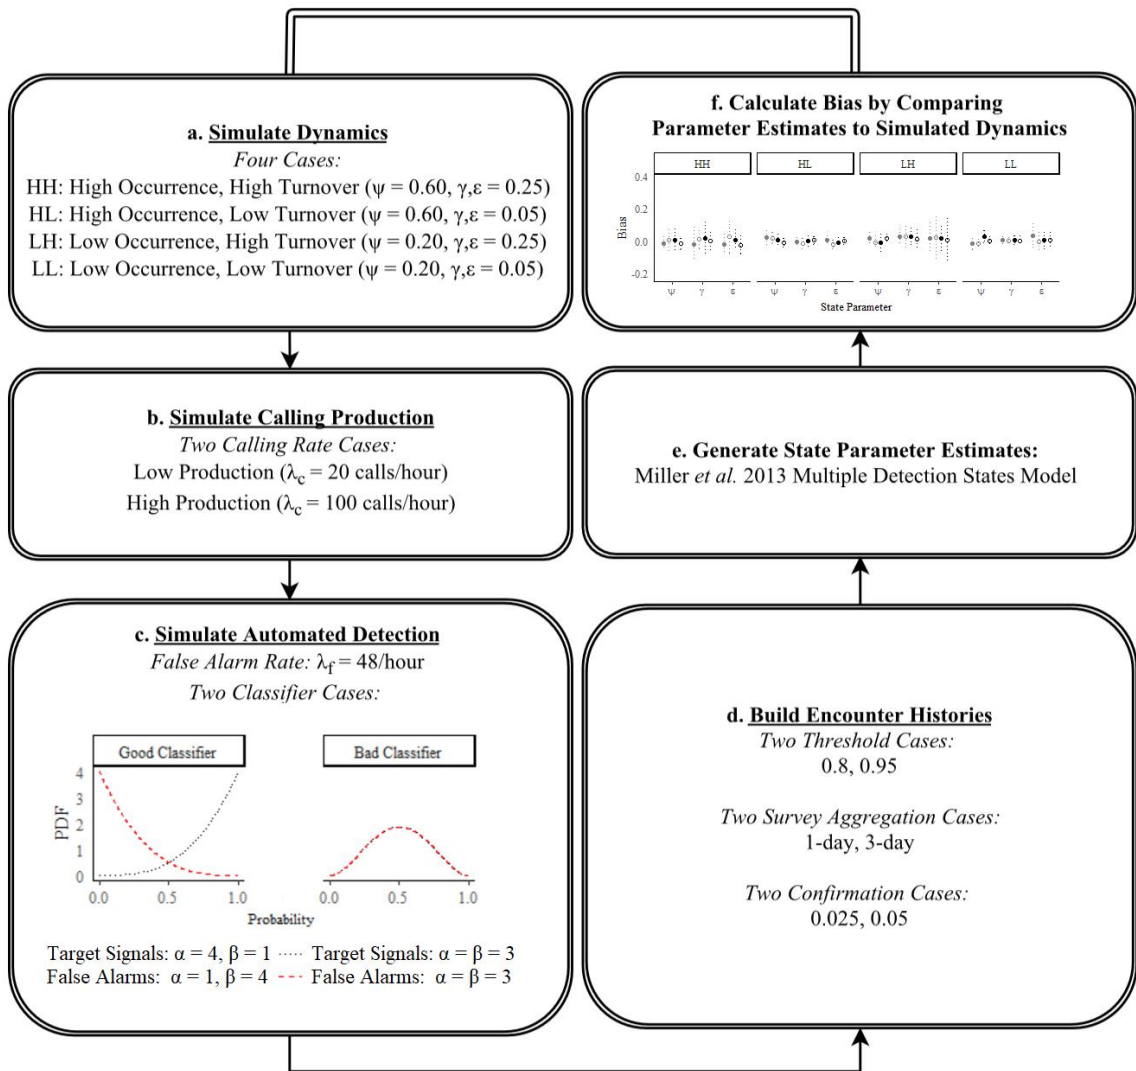 a. Simulate Dynamics
Four Cases:
HH: High Occurrence, High Turnover (ψ = 0.60, γ,ε = 0.25)
HL: High Occurrence, Low Turnover (ψ = 0.60, γ,ε = 0.05)
LH: Low Occurrence, High Turnover (ψ = 0.20, γ,ε = 0.25)
LL: Low Occurrence, Low Turnover (ψ = 0.20, γ,ε = 0.05)
b. Simulate Calling Production
Two Calling Rate Cases:
Low Production (λc = 20 calls/hour)
High Production (λc = 100 calls/hour)
c. Simulate Automated Detection
False Alarm Rate: λf = 48/hour
Two Classifier Cases:
Good Classifier
Bad Classifier
PDF
4
3
2
1
0
0.0 0.5 1.0
0.0 0.5 1.0
Probability
Target Signals: α = 4, β = 1 ····· Target Signals: α = β = 3
False Alarms: α = 1, β = 4 --- False Alarms: α = β = 3
d. Build Encounter Histories
Two Threshold Cases:
0.8, 0.95
Two Survey Aggregation Cases:
1-day, 3-day
Two Confirmation Cases:
0.025, 0.05
e. Generate State Parameter Estimates:
Miller et al. 2013 Multiple Detection States Model
f. Calculate Bias by Comparing
Parameter Estimates to Simulated Dynamics
HH HL LH LL
Bias
0.4
0.2
0.0
-0.2
ψ γ ε ψ γ ε ψ γ ε ψ γ ε
State Parameter